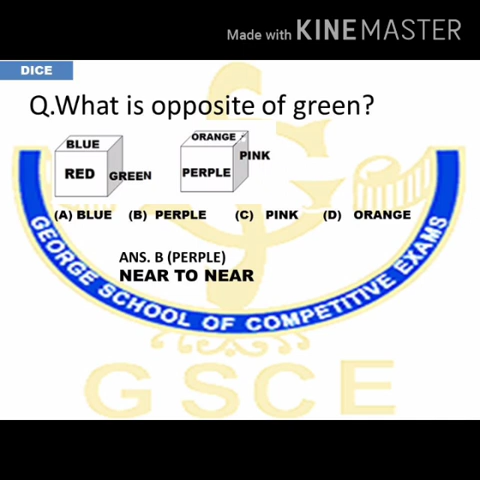 Made with KINEMASTER
DICE
Q.What is opposite of green?
BLUE
RED
GREEN
ORANGE
PINK
PERPLE
(A) BLUE (B) PERPLE (C) PINK (D) ORANGE
ANS. B (PERPLE)
NEAR TO NEAR
GEORGE SCHOOL OF COMPETITIVE EXAMS
GSCE